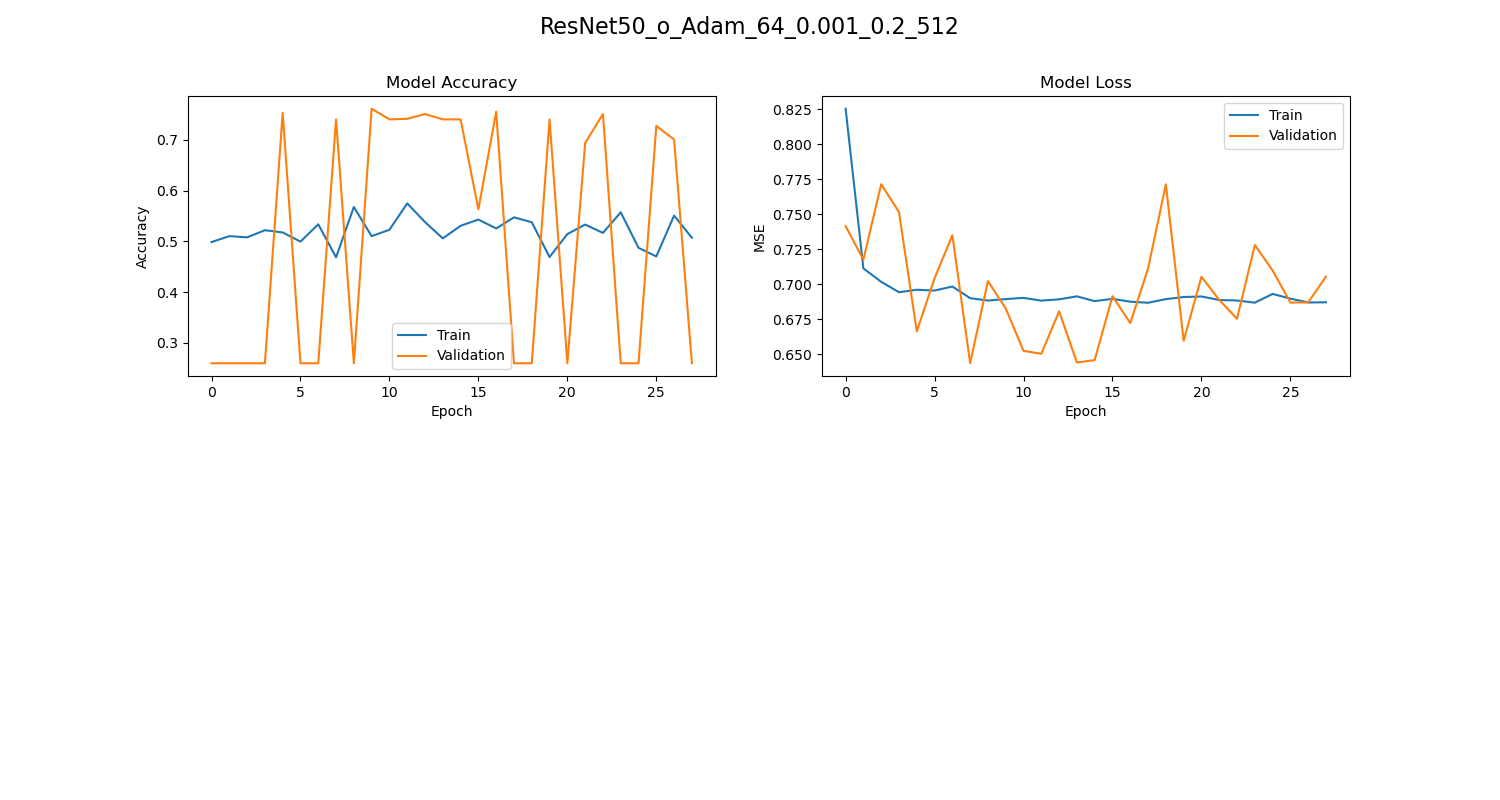 ResNet50_o_Adam_64_0.001_0.2_512
Model Accuracy
Accuracy
0.7
0.6
0.5
0.4
0.3
Train
Validation
0 5 10 15 20 25
Epoch
Model Loss
MSE
0.825
0.800
0.775
0.750
0.725
0.700
0.675
0.650
Train
Validation
0 5 10 15 20 25
Epoch